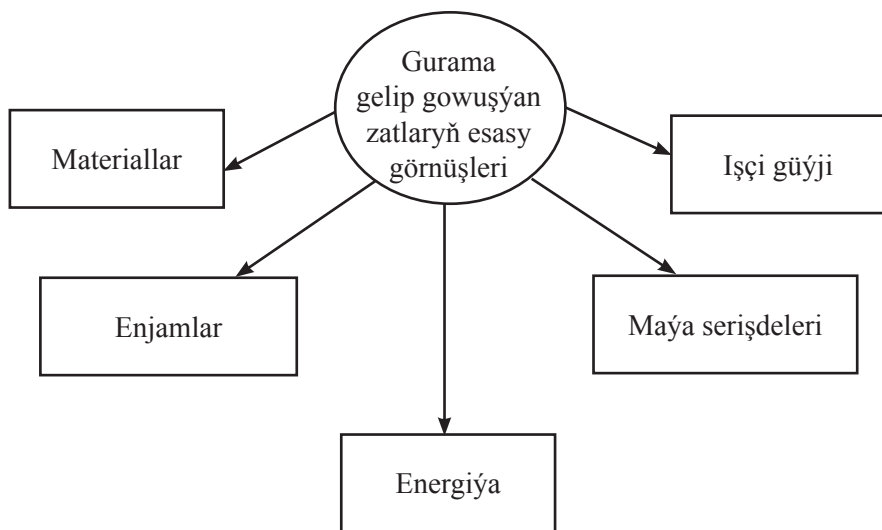 Gurama
gelip gowuşýan
zatlaryň esasy
görnüşleri
Materiallar
Işçi güýji
Enjamlar
Maýa serişdeleri
Energiýa